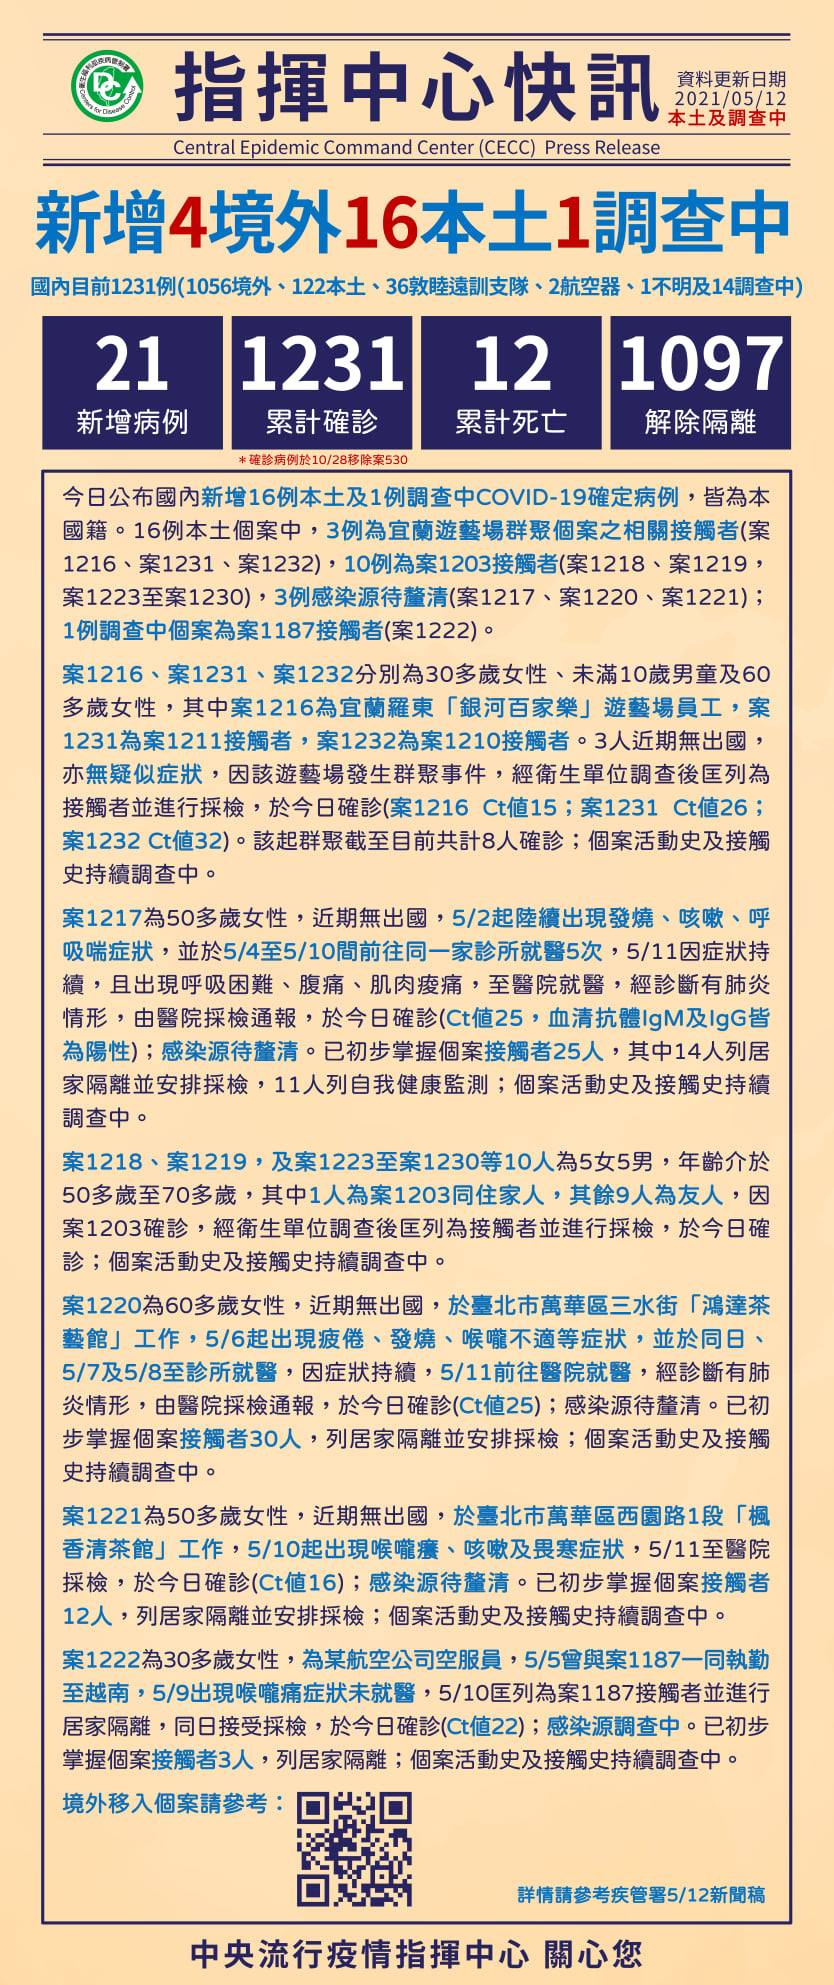 指揮中心快訊
資料更新日期
2021/05/12
本土及調查中
Central Epidemic Command Center (CECC) Press Release
新增4境外16本土1調查中
國內目前1231例(1056境外、122本土、36敦睦遠訓支隊、2航空器、1不明及14調查中)
21
新增病例
1231
累計確診
12
累計死亡
1097
解除隔離
＊確診病例於10/28移除案530
今日公布國內新增16例本土及1例調查中COVID-19確定病例，皆為本
國籍。16例本土個案中，3例為宜蘭遊藝場群聚個案之相關接觸者(案
1216、案1231、案1232)，10例為案1203接觸者(案1218、案1219，
案1223至案1230)，3例感染源待釐清(案1217、案1220、案1221)；
1例調查中個案為案1187接觸者(案1222)。
案1216、案1231、案1232分別為30多歲女性、未滿10歲男童及60
多歲女性，其中案1216為宜蘭羅東「銀河百家樂」遊藝場員工，案
1231為案1211接觸者，案1232為案1210接觸者。3人近期無出國，
亦無疑似症狀，因該遊藝場發生群聚事件，經衛生單位調查後匡列為
接觸者並進行採檢，於今日確診(案1216 Ct值15；案1231 Ct值26；
案1232 Ct值32)。該起群聚截至目前共計8人確診；個案活動史及接觸
史持續調查中。
案1217為50多歲女性，近期無出國，5/2起陸續出現發燒、咳嗽、呼
吸喘症狀，並於5/4至5/10間前往同一家診所就醫5次，5/11因症狀持
續，且出現呼吸困難、腹痛、肌肉痠痛，至醫院就醫，經診斷有肺炎
情形，由醫院採檢通報，於今日確診(Ct值25，血清抗體IgM及IgG皆
為陽性)；感染源待釐清。已初步掌握個案接觸者25人，其中14人列居
家隔離並安排採檢，11人列自我健康監測；個案活動史及接觸史持續
調查中。
案1218、案1219，及案1223至案1230等10人為5女5男，年齡介於
50多歲至70多歲，其中1人為案1203同住家人，其餘9人為友人，因
案1203確診，經衛生單位調查後匡列為接觸者並進行採檢，於今日確
診；個案活動史及接觸史持續調查中。
案1220為60多歲女性，近期無出國，於臺北市萬華區三水街「鴻達茶
藝館」工作，5/6起出現疲倦、發燒、喉嚨不適等症狀，並於同日、
5/7及5/8至診所就醫，因症狀持續，5/11前往醫院就醫，經診斷有肺
炎情形，由醫院採檢通報，於今日確診(Ct值25)；感染源待釐清。已初
步掌握個案接觸者30人，列居家隔離並安排採檢；個案活動史及接觸
史持續調查中。
案1221為50多歲女性，近期無出國，於臺北市萬華區西園路1段「楓
香清茶館」工作，5/10起出現喉嚨癢、咳嗽及畏寒症狀，5/11至醫院
採檢，於今日確診(Ct值16)；感染源待釐清。已初步掌握個案接觸者
12人，列居家隔離並安排採檢；個案活動史及接觸史持續調查中。
案1222為30多歲女性，為某航空公司空服員，5/5曾與案1187一同執勤
至越南，5/9出現喉嚨痛症狀未就醫，5/10匡列為案1187接觸者並進行
居家隔離，同日接受採檢，於今日確診(Ct值22)；感染源調查中。已初步
掌握個案接觸者3人，列居家隔離；個案活動史及接觸史持續調查中。
境外移入個案請參考：
詳情請參考疾管署5/12新聞稿
中央流行疫情指揮中心 關心您